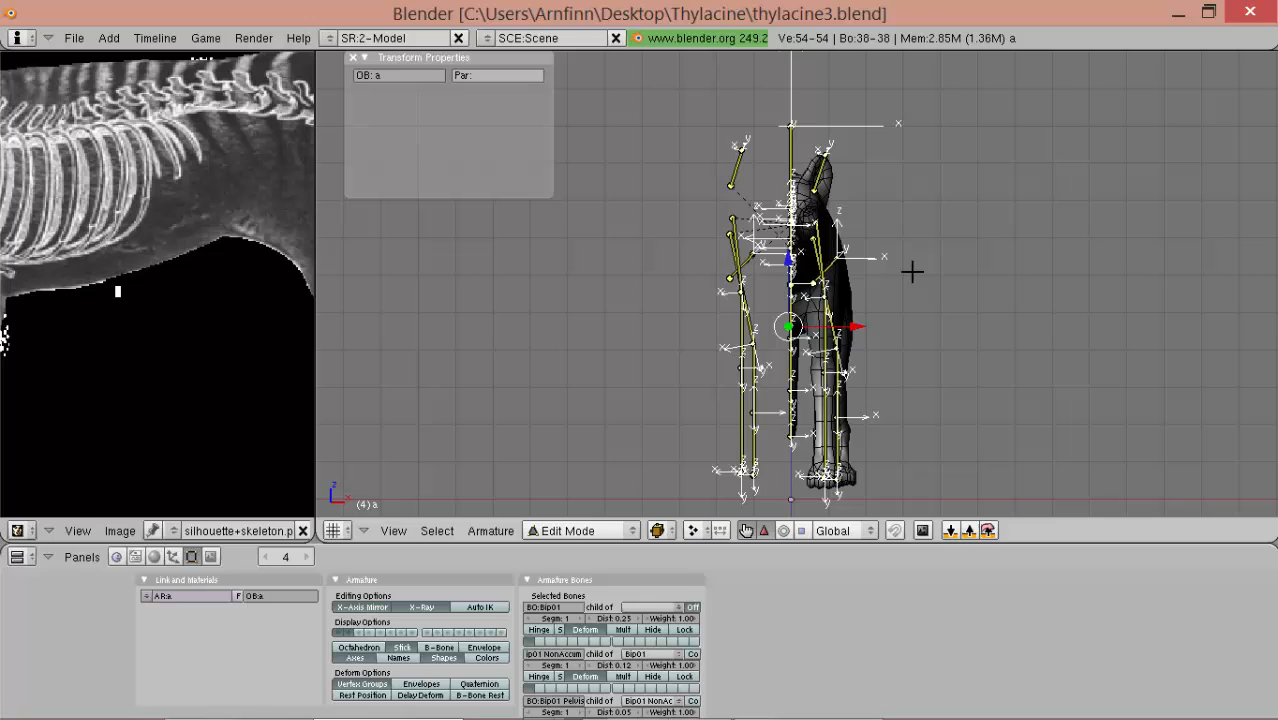 Blender [C:\Users\Arnfinn\Desktop\Thylacine\thylacine3.blend]
File Add Timeline Game Render Help SR:2-Model SCE:Scene www.blender.org 249.2 Ve:54-54 | Bo:38-38 | Mem:2.85M (1.36M) a
Transform Properties
OB: a Par:
(4) a
View Image silhouette+skeleton.p View Select Armature Edit Mode Global
Panels 4
Link and Materials Armature Armature Bones
AR:a F OB:a
Editing Options
X-Axis Mirror X-Ray Auto IK
Display Options
Octahedron Stick B-Bone Envelope
Axes Names Shapes Colors
Deform Options
Vertex Groups Envelopes Quaternion
Rest Position Delay Deform B-Bone Rest
Selected Bones
BO:Bip01 child of Off
Segm: 1 Dist: 0.25 Weight: 1.00
Hinge S Deform Mult Hide Lock
ip01 NonAccum child of Bip01 Co
Segm: 1 Dist: 0.12 Weight: 1.00
Hinge S Deform Mult Hide Lock
BO:Bip01 Pelvis child of Bip01 NonAc Co
Segm: 1 Dist: 0.05 Weight: 1.00